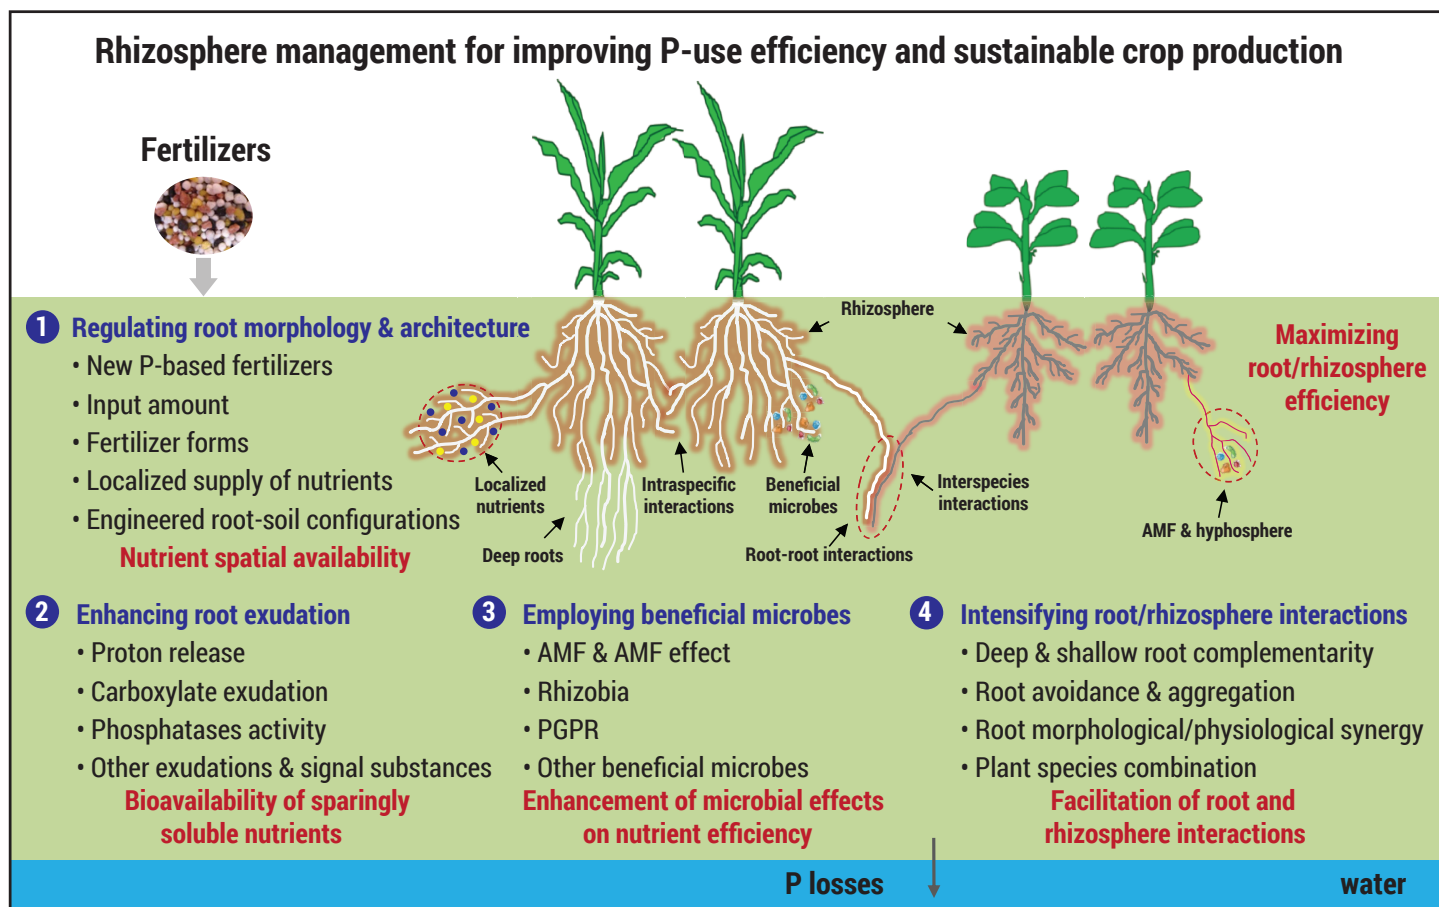 Rhizosphere management for improving P-use efficiency and sustainable crop production
Fertilizers
Rhizosphere
Maximizing
root/rhizosphere
efficiency
1 Regulating root morphology & architecture
• New P-based fertilizers
• Input amount
• Fertilizer forms
• Localized supply of nutrients
• Engineered root-soil configurations
Nutrient spatial availability
Localized
nutrients
Deep roots
Intraspecific
interactions
Beneficial
microbes
Root-root interactions
Interspecies
interactions
AMF & hyphosphere
2 Enhancing root exudation
• Proton release
• Carboxylate exudation
• Phosphatases activity
• Other exudations & signal substances
Bioavailability of sparingly
soluble nutrients
3 Employing beneficial microbes
• AMF & AMF effect
• Rhizobia
• PGPR
• Other beneficial microbes
Enhancement of microbial effects
on nutrient efficiency
4 Intensifying root/rhizosphere interactions
• Deep & shallow root complementarity
• Root avoidance & aggregation
• Root morphological/physiological synergy
• Plant species combination
Facilitation of root and
rhizosphere interactions
P losses
water